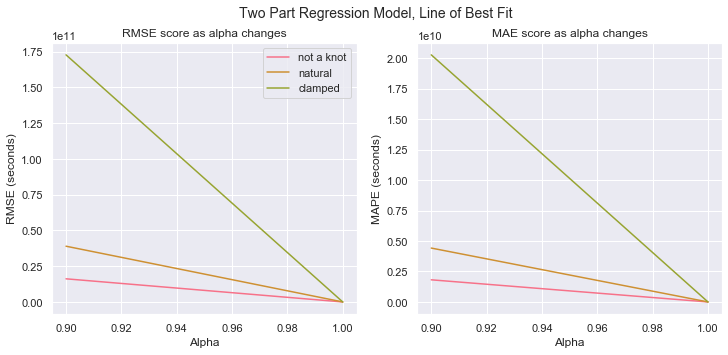 Two Part Regression Model, Line of Best Fit
RMSE score as alpha changes
1e11
1.75
1.50
1.25
1.00
0.75
0.50
0.25
0.00
RMSE (seconds)
not a knot
natural
clamped
0.90 0.92 0.94 0.96 0.98 1.00
Alpha
MAE score as alpha changes
1e10
2.00
1.75
1.50
1.25
1.00
0.75
0.50
0.25
0.00
MAPE (seconds)
0.90 0.92 0.94 0.96 0.98 1.00
Alpha